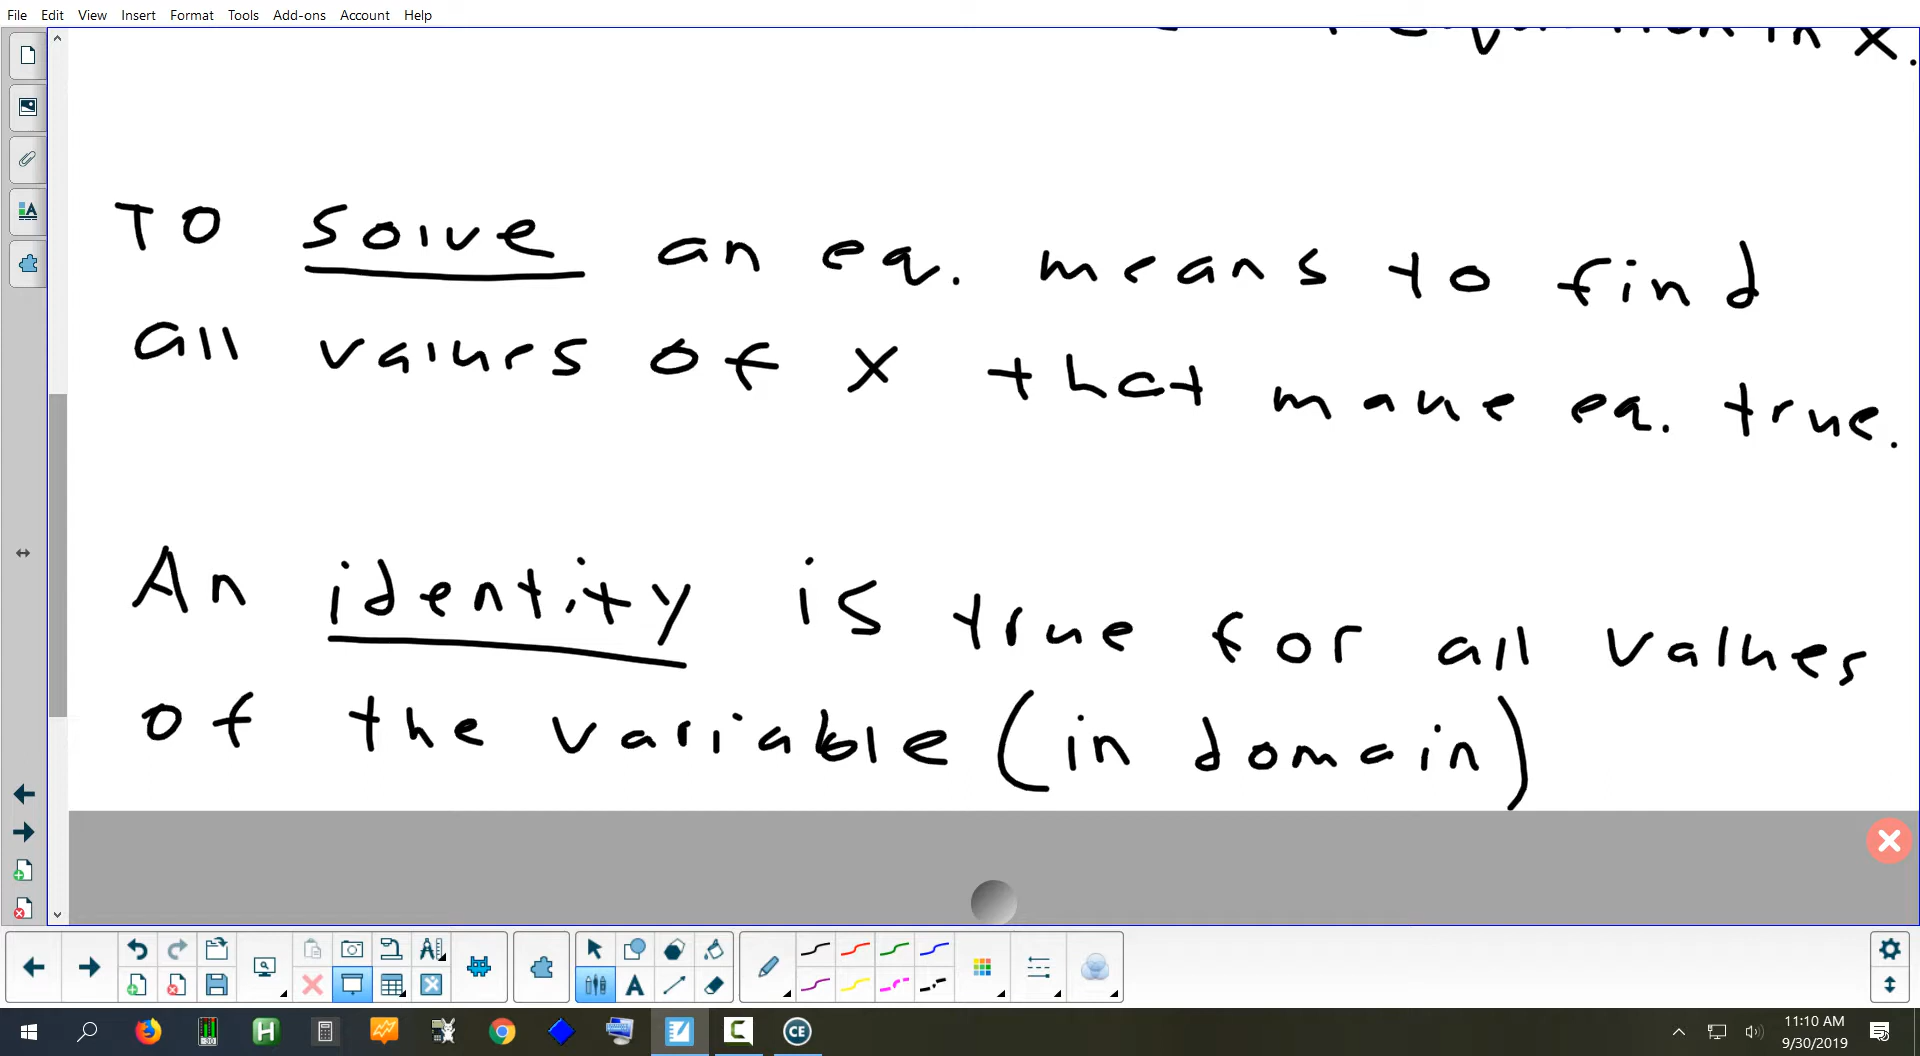 File Edit View Insert Format Tools Add-ons Account Help
in x.
To solve an eq. means to find
all values of x that make eq. true.
An identity is true for all values
of the variable (in domain)
A
H
CE
11:10 AM
9/30/2019